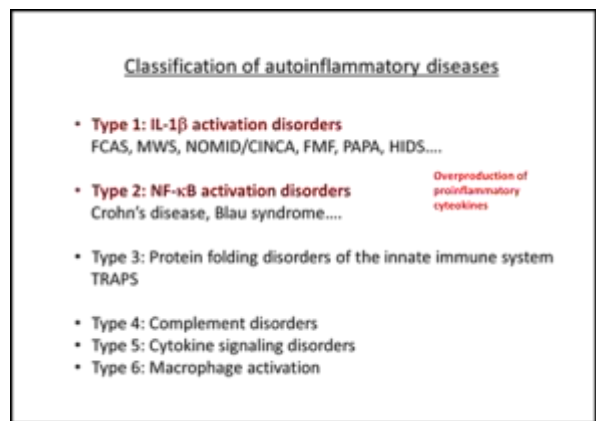 Classification of autoinflammatory diseases
• Type 1: IL-1β activation disorders
FCAS, MWS, NOMID/CINCA, FMF, PAPA, HIDS....
• Type 2: NF-κB activation disorders
Crohn's disease, Blau syndrome....
Overproduction of
proinflammatory
cyteokines
• Type 3: Protein folding disorders of the innate immune system
TRAPS
• Type 4: Complement disorders
• Type 5: Cytokine signaling disorders
• Type 6: Macrophage activation